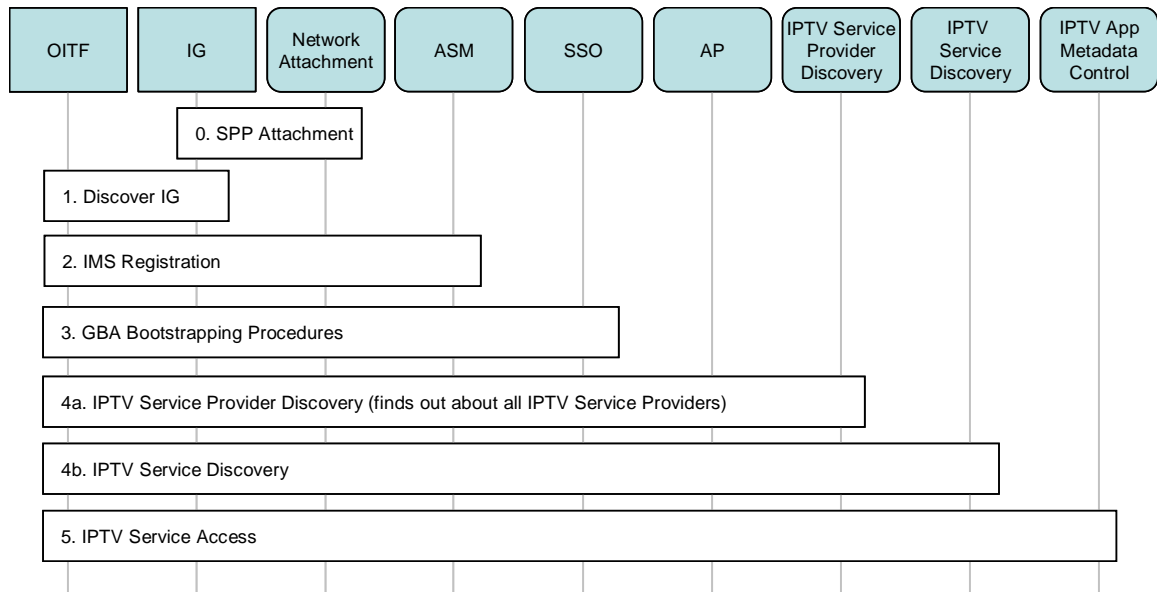 OITF
IG
Network
Attachment
ASM
SSO
AP
IPTV Service
Provider
Discovery
IPTV
Service
Discovery
IPTV App
Metadata
Control
0. SPP Attachment
1. Discover IG
2. IMS Registration
3. GBA Bootstrapping Procedures
4a. IPTV Service Provider Discovery (finds out about all IPTV Service Providers)
4b. IPTV Service Discovery
5. IPTV Service Access